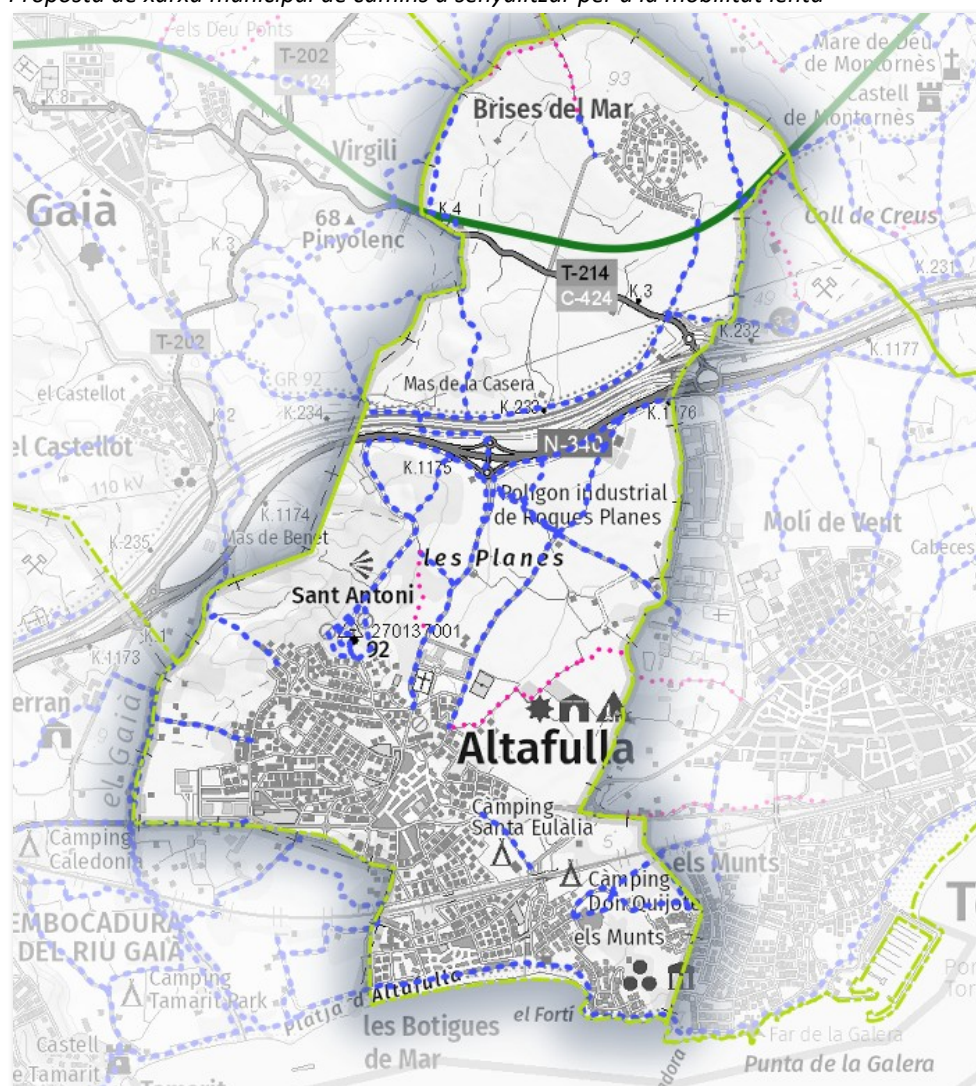 Proposta de xarxa municipal de camins a senyalitzar per a la mobilitat lenta
els Deu Ponts
T-202
C-424
Mare de Déu
de Montornès
93
K.8
Brises del Mar
Castell
de Montornès
Virgili
Gaià
K.4
68
Pinyolenc
Coll de Creus
K.3
T-214
C-424
K.3
K.231
49
K.232
T-202
K.1177
GR 92
Mas de la Casera
el Castellot
K.2
K.234
K.233
K.1176
el Castellot
N-340
K.1175
110 kV
Polígon industrial
de Roques Planes
K.1174
Molí de Vent
K.235
Mas de Benet
les Planes
Cabeces
Sant Antoni
270137001
92
K.1
K.1173
erran
el Gaià
Altafulla
Càmping
Santa Eulàlia
Càmping
Caledonia
5
els Munts
Càmping
Don Quijote
EMBOCADURA
DEL RIU GAIÀ
els Munts
Càmping
Tamarit Park
Platja d'Altafulla
el Fortí
les Botigues
de Mar
Far de la Galera
Castell
e Tamarit
Punta de la Galera
Tamarit